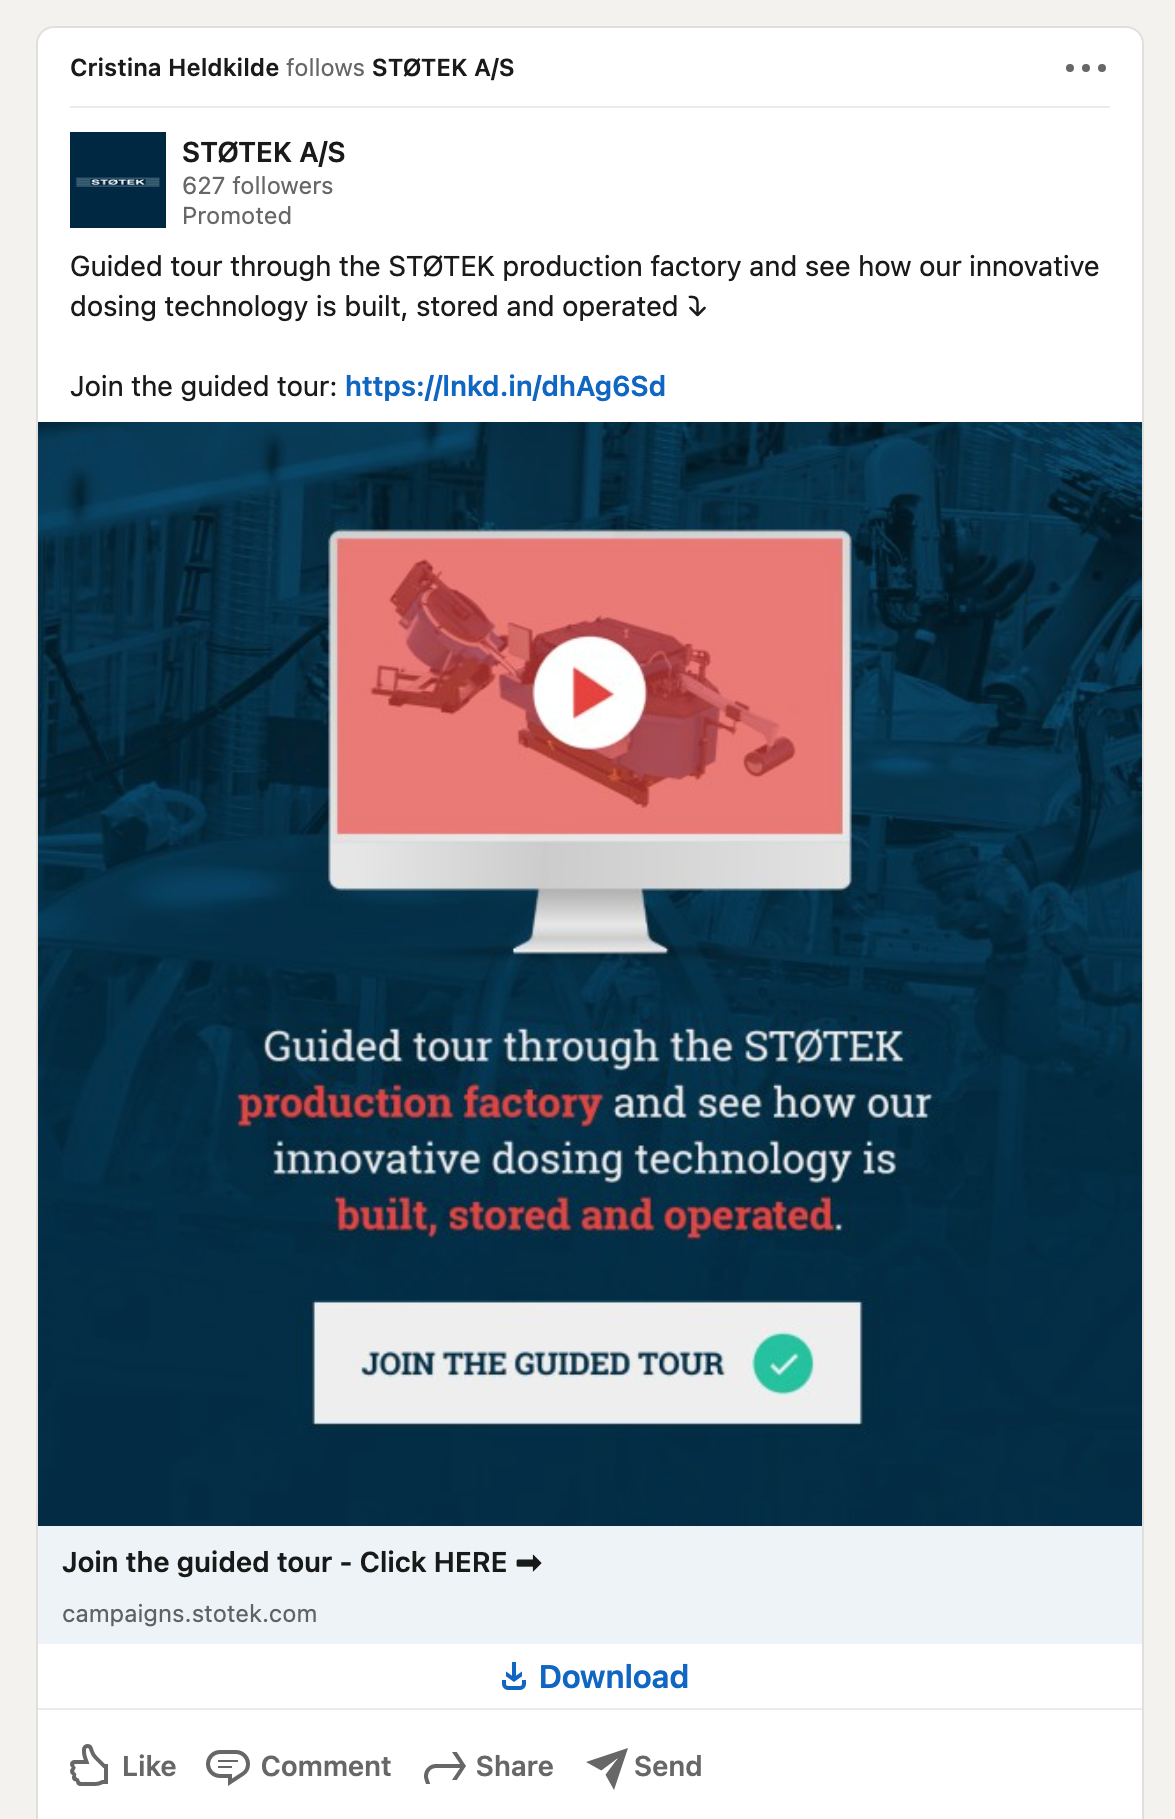 Cristina Heldkilde follows STØTEK A/S
STØTEK
STØTEK A/S
627 followers
Promoted
Guided tour through the STØTEK production factory and see how our innovative
dosing technology is built, stored and operated ⤵
Join the guided tour: https://lnkd.in/dhAg6Sd
Guided tour through the STØTEK
production factory and see how our
innovative dosing technology is
built, stored and operated.
JOIN THE GUIDED TOUR
Join the guided tour - Click HERE ➡
campaigns.stotek.com
Download
Like Comment Share Send